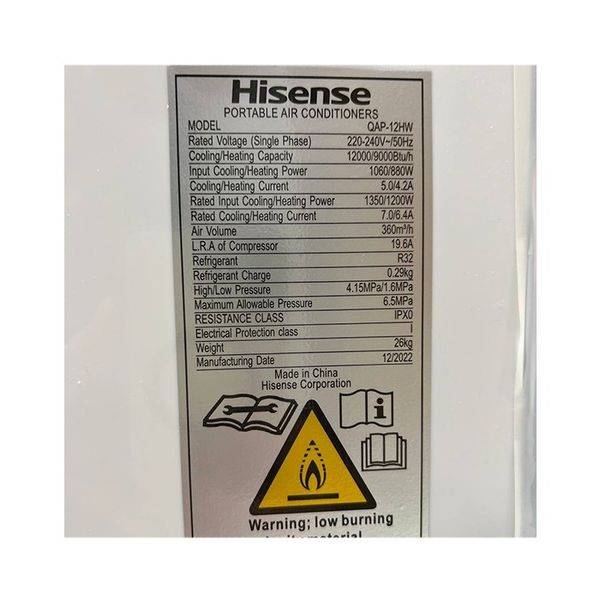 Hisense
PORTABLE AIR CONDITIONERS
MODEL QAP-12HW
Rated Voltage (Single Phase) 220-240V~/50Hz
Cooling/Heating Capacity 12000/9000Btu/h
Input Cooling/Heating Power 1060/880W
Cooling/Heating Current 5.0/4.2A
Rated Input Cooling/Heating Power 1350/1200W
Rated Cooling/Heating Current 7.0/6.4A
Air Volume 360m³/h
L.R.A of Compressor 19.6A
Refrigerant R32
Refrigerant Charge 0.29kg
High/Low Pressure 4.15MPa/1.6MPa
Maximum Allowable Pressure 6.5MPa
RESISTANCE CLASS IPX0
Electrical Protection class I
Weight 26kg
Manufacturing Date 12/2022
Made in China
Hisense Corporation
i
Warning; low burning
material